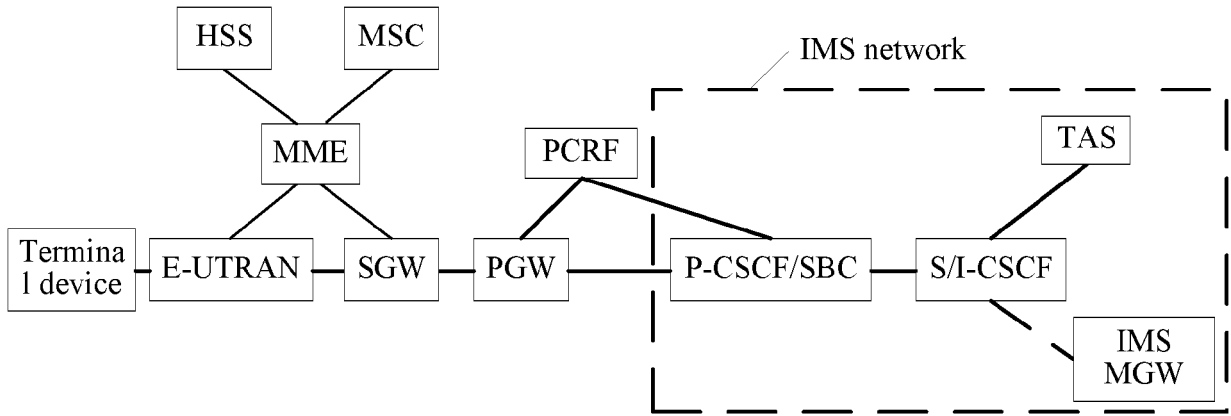 HSS
MSC
IMS network
MME
PCRF
TAS
Termina
l device
E-UTRAN
SGW
PGW
P-CSCF/SBC
S/I-CSCF
IMS
MGW